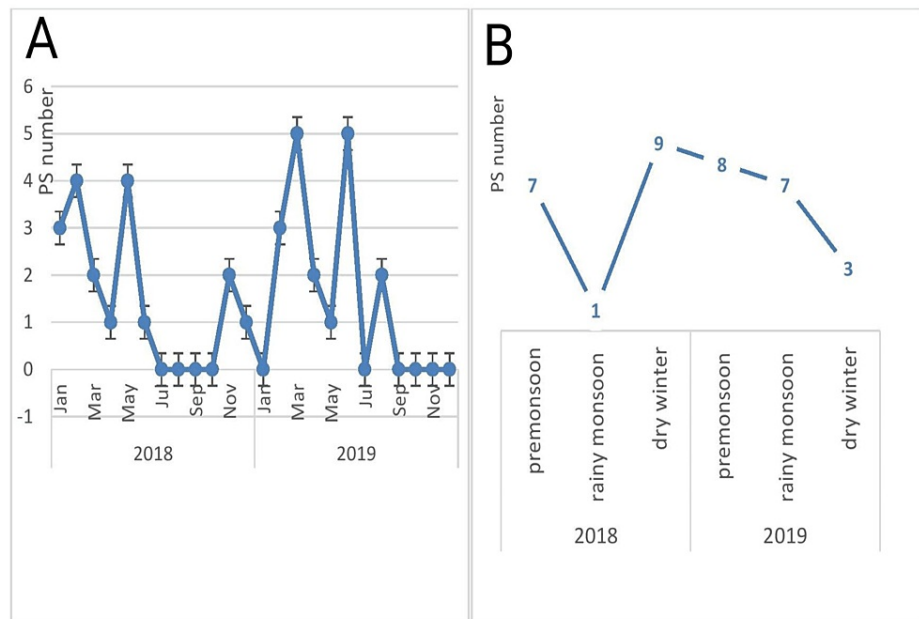 A
PS number
6
5
4
3
2
1
0
-1
Jan
Mar
May
Jul
Sep
Nov
Jan
Mar
May
Jul
Sep
Nov
2018
2019
B
PS number
7
1
9
8
7
3
premonsoon
rainy monsoon
dry winter
premonsoon
rainy monsoon
dry winter
2018
2019